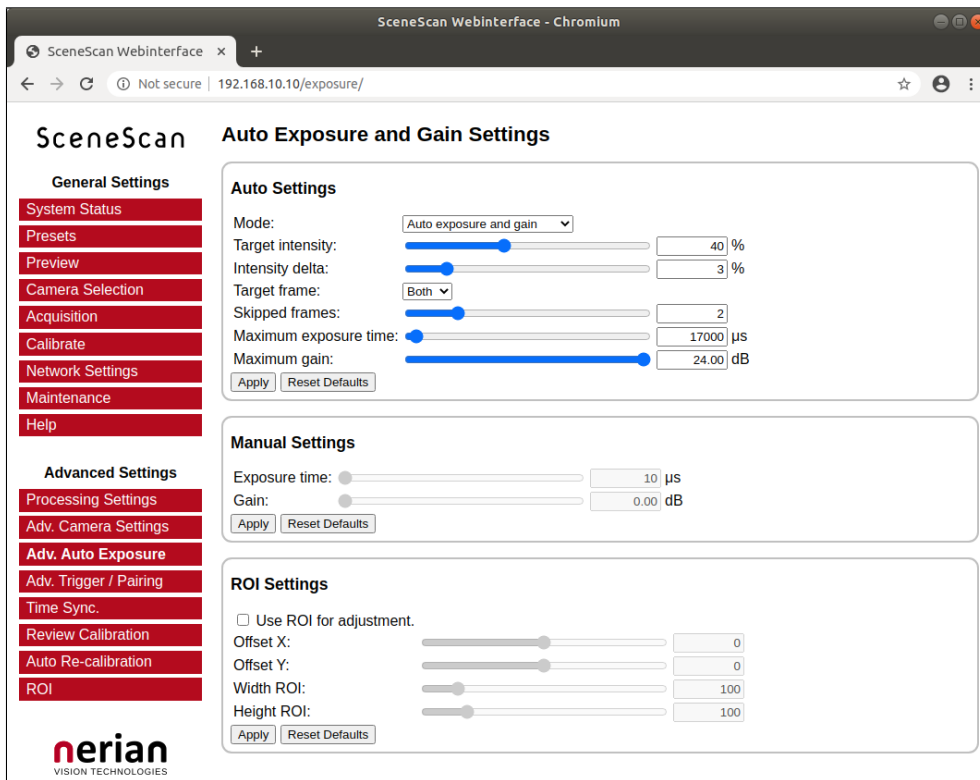 SceneScan Webinterface - Chromium
SceneScan Webinterface × +
Not secure | 192.168.10.10/exposure/
SceneScan
General Settings
System Status
Presets
Preview
Camera Selection
Acquisition
Calibrate
Network Settings
Maintenance
Help
Advanced Settings
Processing Settings
Adv. Camera Settings
Adv. Auto Exposure
Adv. Trigger / Pairing
Time Sync.
Review Calibration
Auto Re-calibration
ROI
nerian
VISION TECHNOLOGIES
Auto Exposure and Gain Settings
Auto Settings
Mode: Auto exposure and gain
Target intensity: 40 %
Intensity delta: 3 %
Target frame: Both
Skipped frames: 2
Maximum exposure time: 17000 µs
Maximum gain: 24.00 dB
Apply Reset Defaults
Manual Settings
Exposure time: 10 µs
Gain: 0.00 dB
Apply Reset Defaults
ROI Settings
Use ROI for adjustment.
Offset X: 0
Offset Y: 0
Width ROI: 100
Height ROI: 100
Apply Reset Defaults